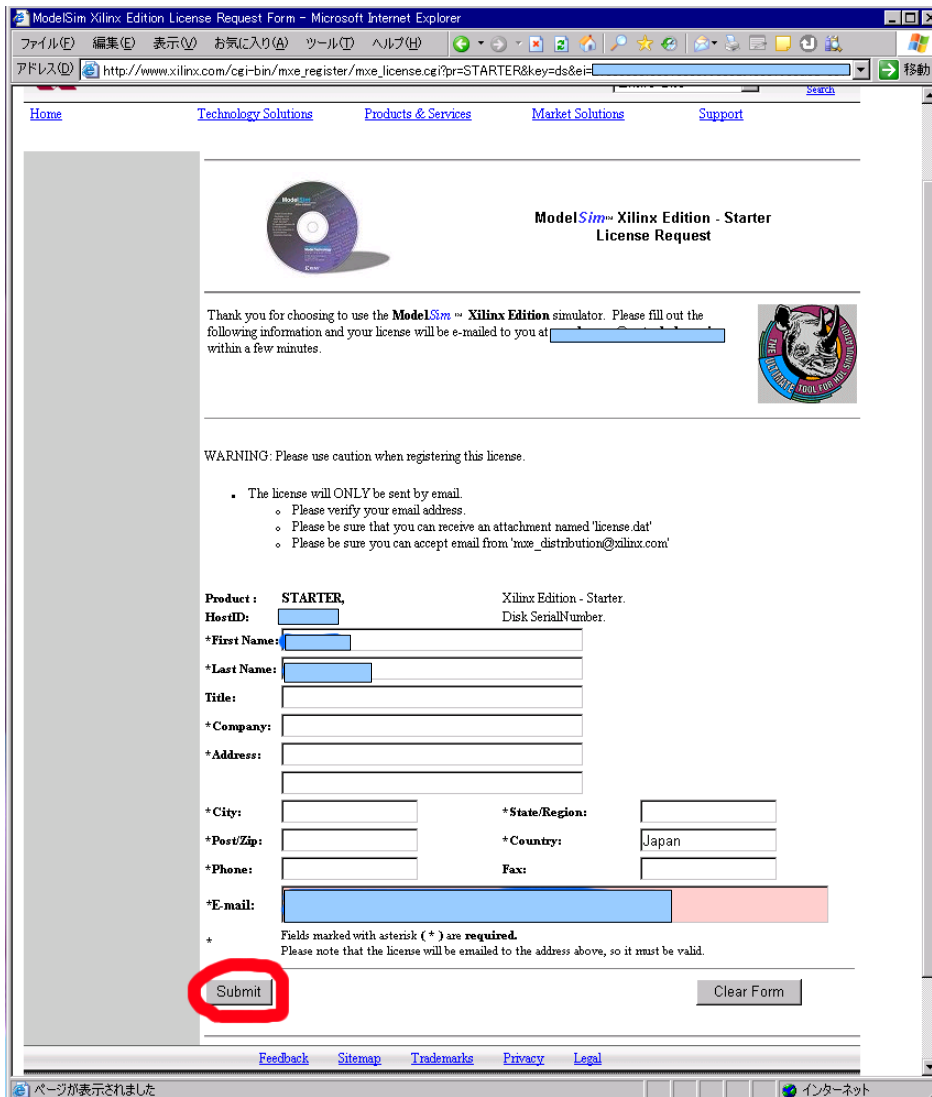 ModelSim Xilinx Edition License Request Form - Microsoft Internet Explorer
ファイル(F) 編集(E) 表示(V) お気に入り(A) ツール(T) ヘルプ(H)
アドレス(D) http://www.xilinx.com/cgi-bin/mxe_register/mxe_license.cgi?pr=STARTER&key=ds&ei= 移動
Search
Home Technology Solutions Products & Services Market Solutions Support
ModelSim™ Xilinx Edition - Starter
License Request
Thank you for choosing to use the ModelSim ™ Xilinx Edition simulator. Please fill out the
following information and your license will be e-mailed to you at
within a few minutes.
THE ULTIMATE TOOL FOR HDL SIMULATION
WARNING: Please use caution when registering this license.
The license will ONLY be sent by email.
Please verify your email address.
Please be sure that you can receive an attachment named 'license.dat'
Please be sure you can accept email from 'mxe_distribution@xilinx.com'
Product : STARTER, Xilinx Edition - Starter.
HostID: Disk SerialNumber.
*First Name:
*Last Name:
Title:
*Company:
*Address:
*City: *State/Region:
*Post/Zip: *Country: Japan
*Phone: Fax:
*E-mail:
* Fields marked with asterisk ( * ) are required.
Please note that the license will be emailed to the address above, so it must be valid.
Submit Clear Form
Feedback Sitemap Trademarks Privacy Legal
ページが表示されました インターネット